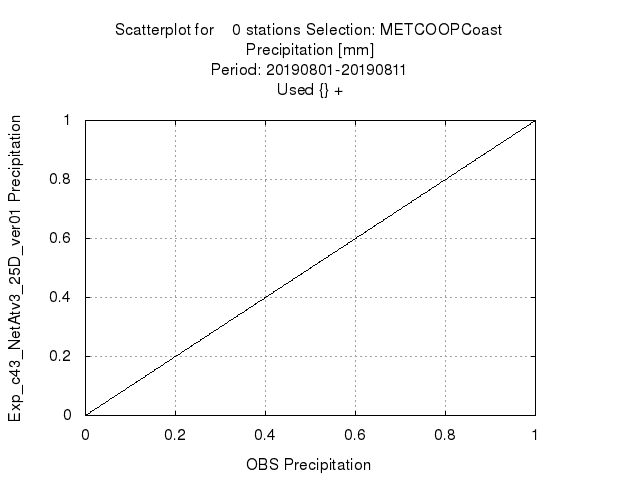 Scatterplot for    0 stations Selection: METCOOPCoast
Precipitation [mm]
Period: 20190801-20190811
Used {} +
Exp_c43_NetAtv3_25D_ver01 Precipitation
1
0.8
0.6
0.4
0.2
0
0 0.2 0.4 0.6 0.8 1
OBS Precipitation